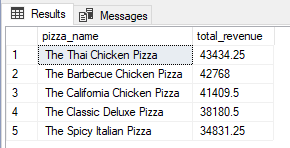 Results Messages
pizza_name total_revenue
1 The Thai Chicken Pizza 43434.25
2 The Barbecue Chicken Pizza 42768
3 The California Chicken Pizza 41409.5
4 The Classic Deluxe Pizza 38180.5
5 The Spicy Italian Pizza 34831.25